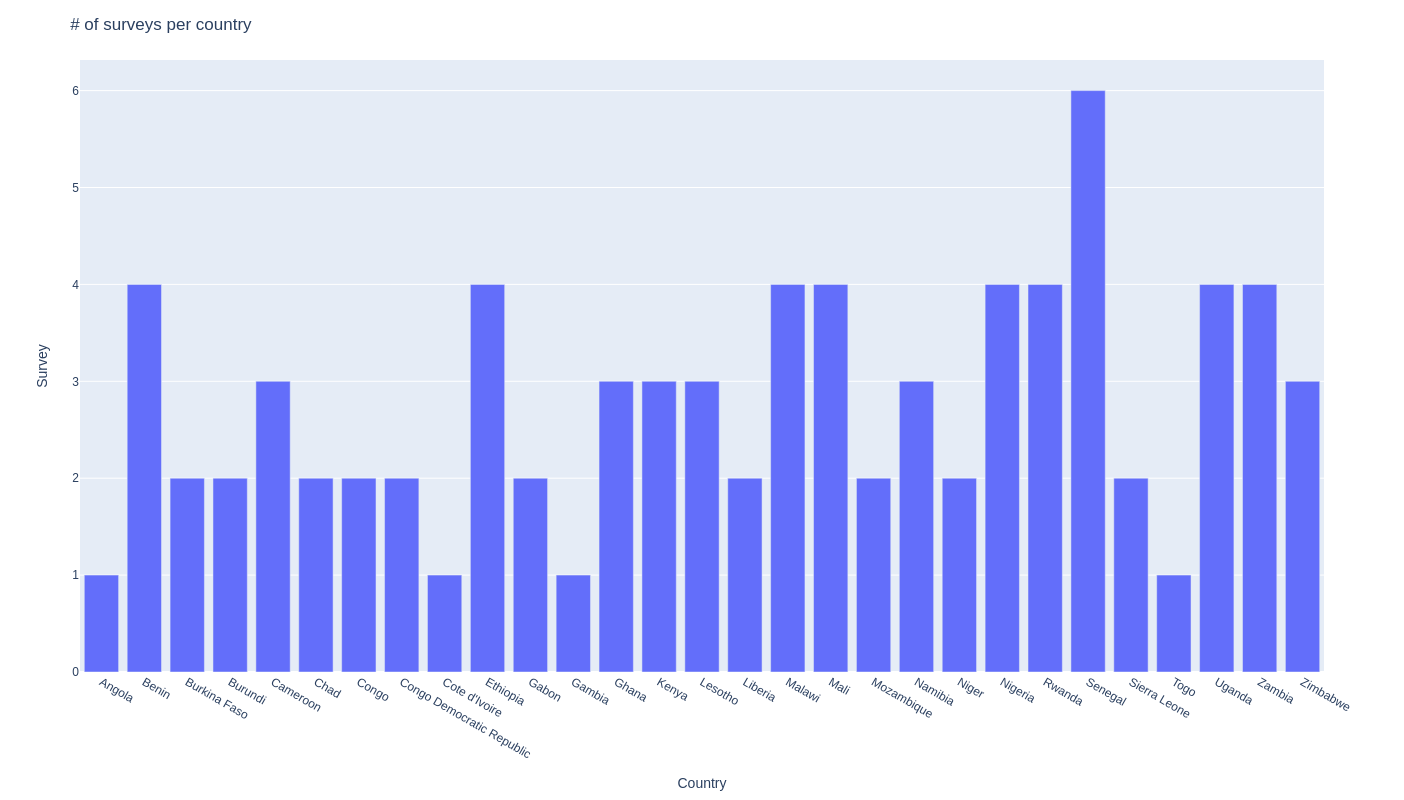 # of surveys per country
6
5
4
3
2
1
0
Survey
Angola
Benin
Burkina Faso
Burundi
Cameroon
Chad
Congo
Congo Democratic Republic
Cote d'Ivoire
Ethiopia
Gabon
Gambia
Ghana
Kenya
Lesotho
Liberia
Malawi
Mali
Mozambique
Namibia
Niger
Nigeria
Rwanda
Senegal
Sierra Leone
Togo
Uganda
Zambia
Zimbabwe
Country